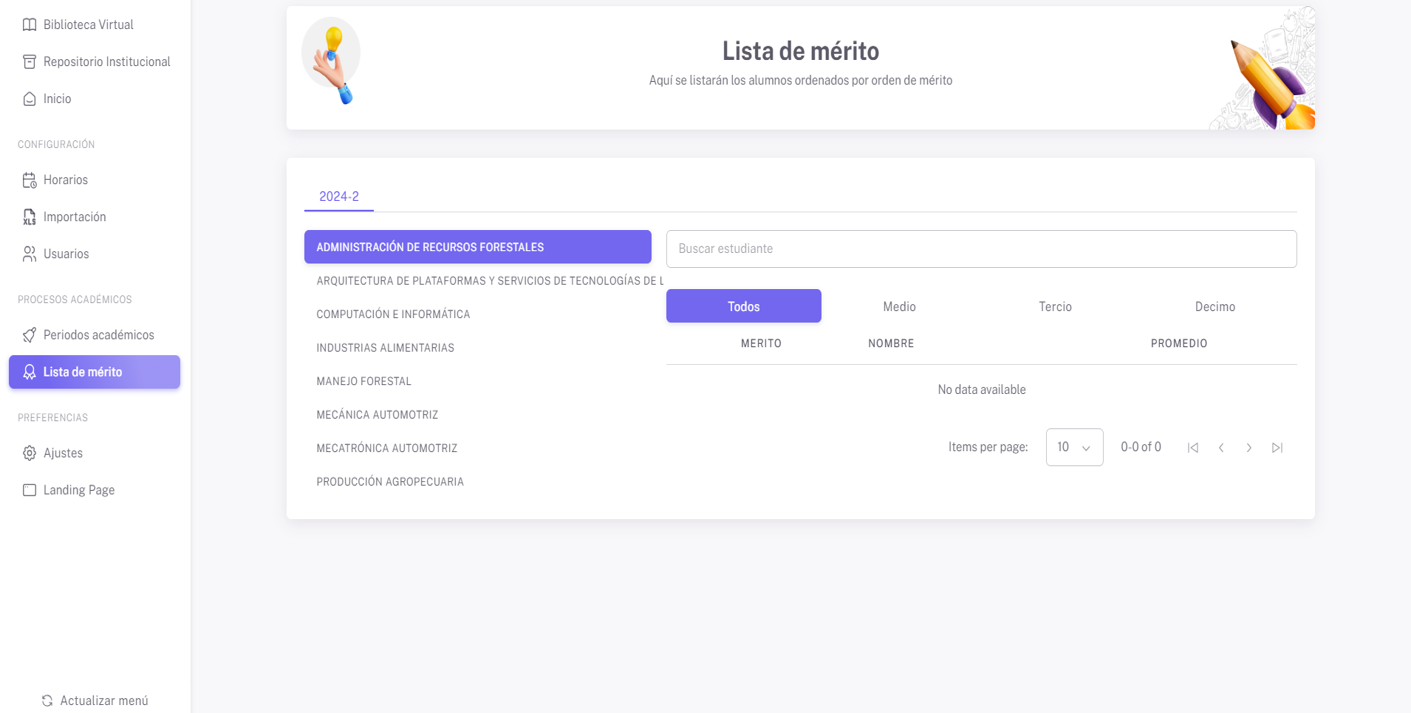 Biblioteca Virtual
Repositorio Institucional
Inicio
CONFIGURACIÓN
Horarios
XLS
Importación
Usuarios
PROCESOS ACADÉMICOS
Periodos académicos
Lista de mérito
PREFERENCIAS
Ajustes
Landing Page
Actualizar menú
Lista de mérito
Aquí se listarán los alumnos ordenados por orden de mérito
2024-2
ADMINISTRACIÓN DE RECURSOS FORESTALES
ARQUITECTURA DE PLATAFORMAS Y SERVICIOS DE TECNOLOGÍAS DE L
COMPUTACIÓN E INFORMÁTICA
INDUSTRIAS ALIMENTARIAS
MANEJO FORESTAL
MECÁNICA AUTOMOTRIZ
MECATRÓNICA AUTOMOTRIZ
PRODUCCIÓN AGROPECUARIA
Buscar estudiante
Todos Medio Tercio Decimo
MERITO NOMBRE PROMEDIO
No data available
Items per page: 10 0-0 of 0